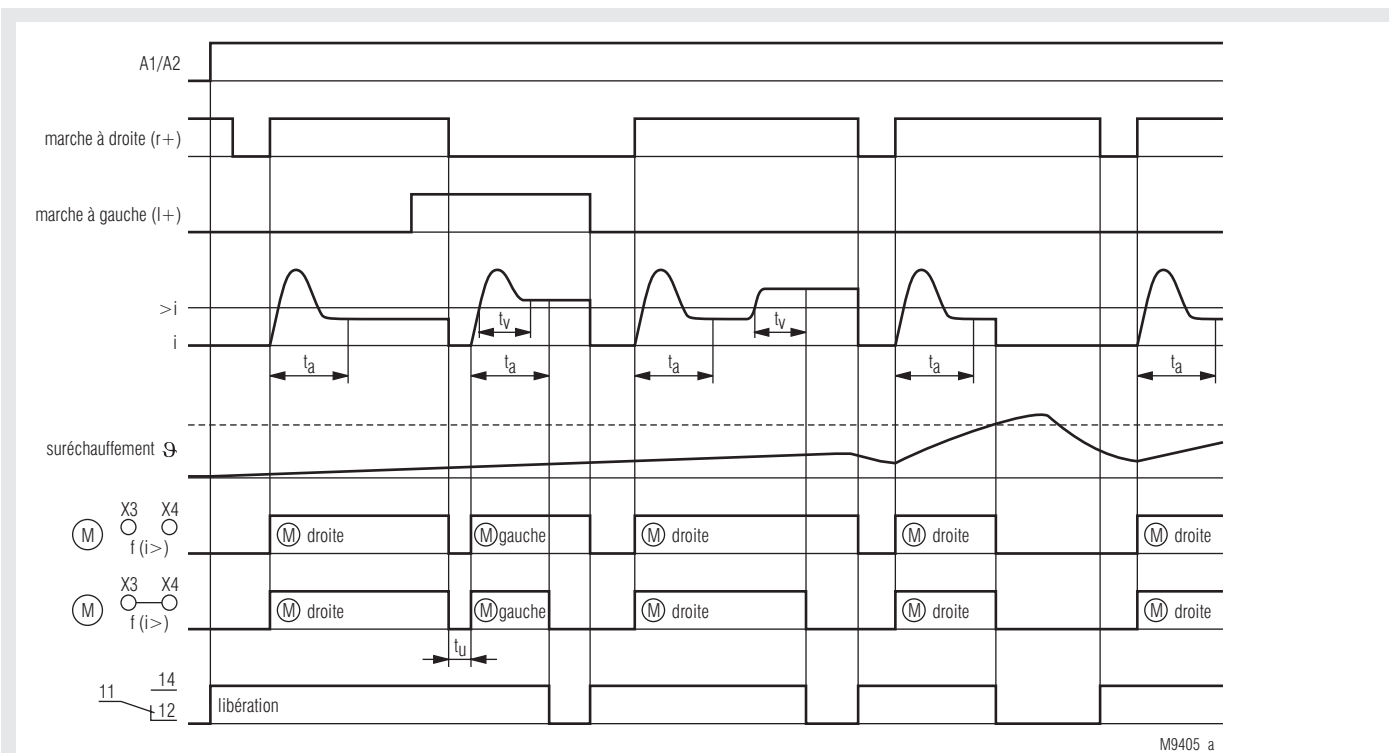 A1/A2
marche à droite (r+)
marche à gauche (l+)
>i
tv
tv
i
ta
ta
ta
ta
ta
suréchauffement ϑ
X3 X4
M
f (i>)
M droite
M gauche
M droite
M droite
M droite
X3 X4
M
f (i>)
M droite
M gauche
M droite
M droite
M droite
tu
14
11
12
libération
M9405 a